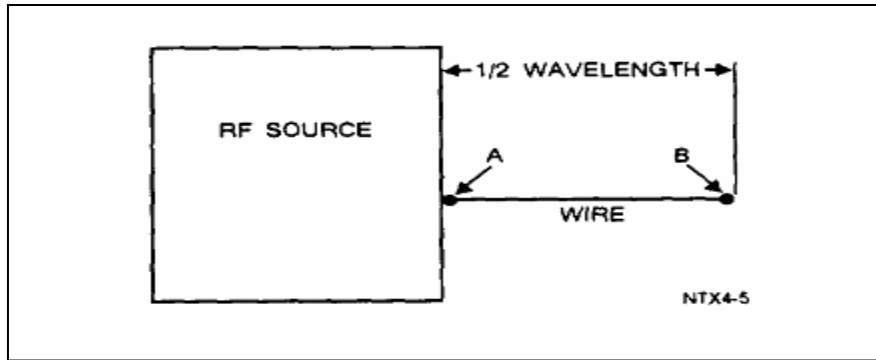 1/2 WAVELENGTH
RF SOURCE
A
B
WIRE
NTX4-5